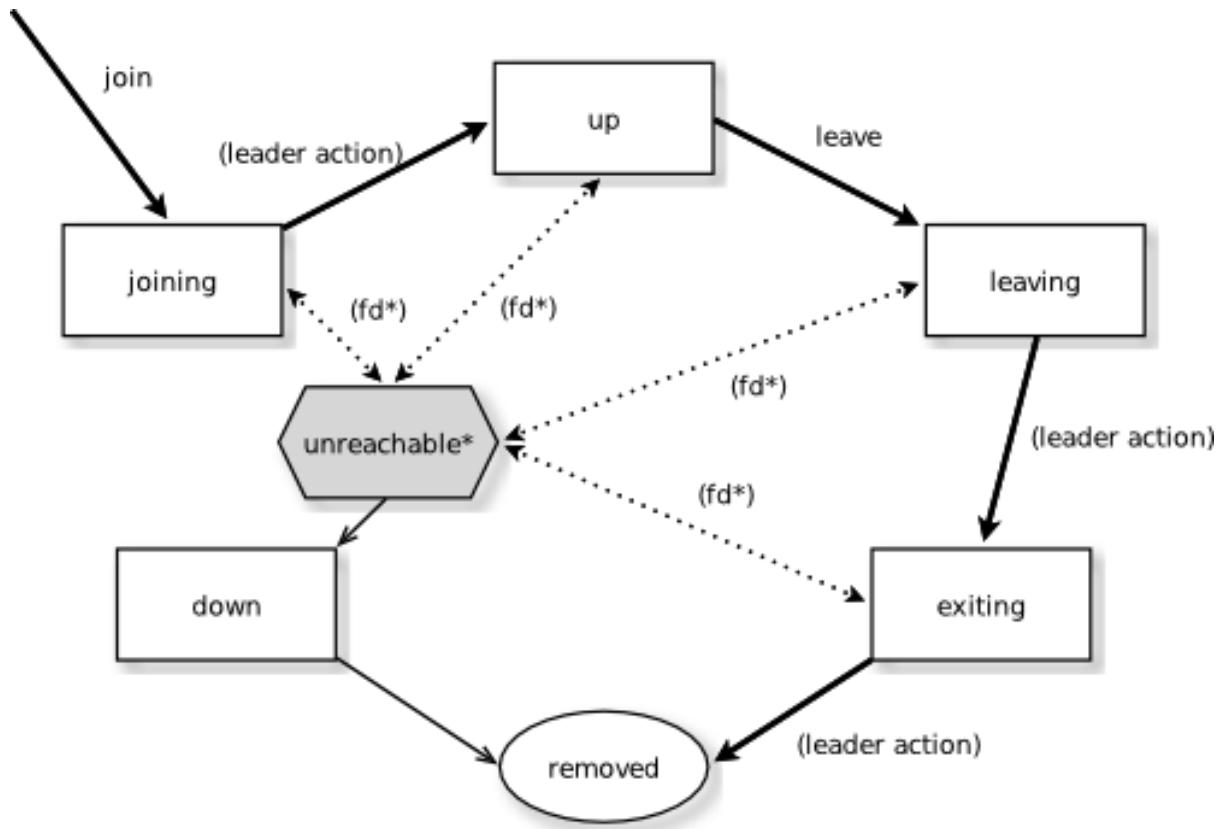 join
up
leave
(leader action)
joining
leaving
(fd*)
(fd*)
(fd*)
unreachable*
(leader action)
(fd*)
down
exiting
(leader action)
removed